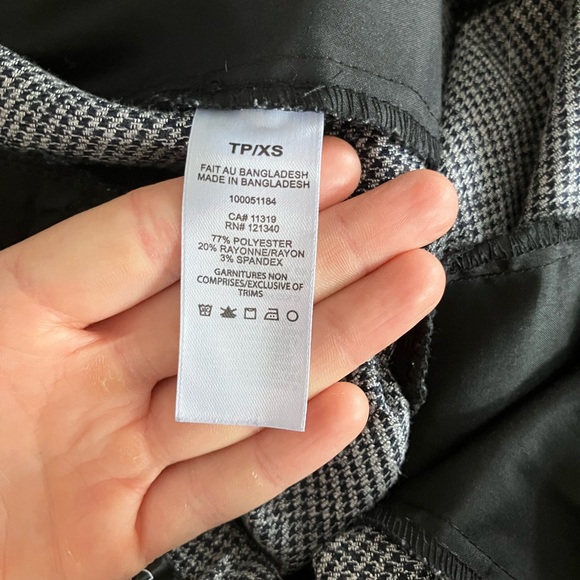 TP/XS
FAIT AU BANGLADESH
MADE IN BANGLADESH
100051184
CA# 11319
RN# 121340
77% POLYESTER
20% RAYONNE/RAYON
3% SPANDEX
GARNITURES NON
COMPRISES/EXCLUSIVE OF
TRIMS